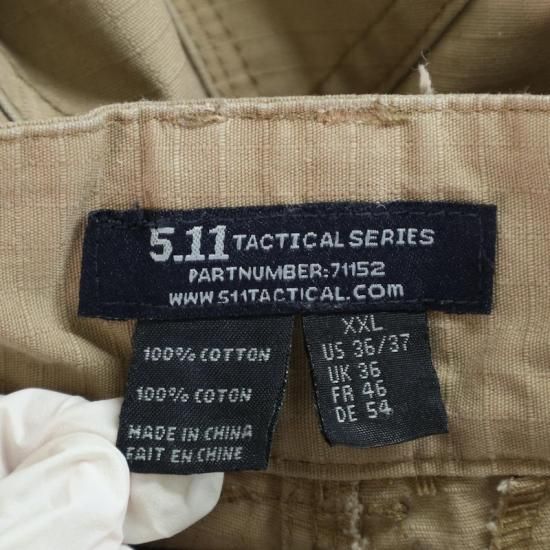 5.11 TACTICAL SERIES
PARTNUMBER:71152
WWW.511TACTICAL.COM
100% COTTON
100% COTON
MADE IN CHINA
FAIT EN CHINE
XXL
US 36/37
UK 36
FR 46
DE 54